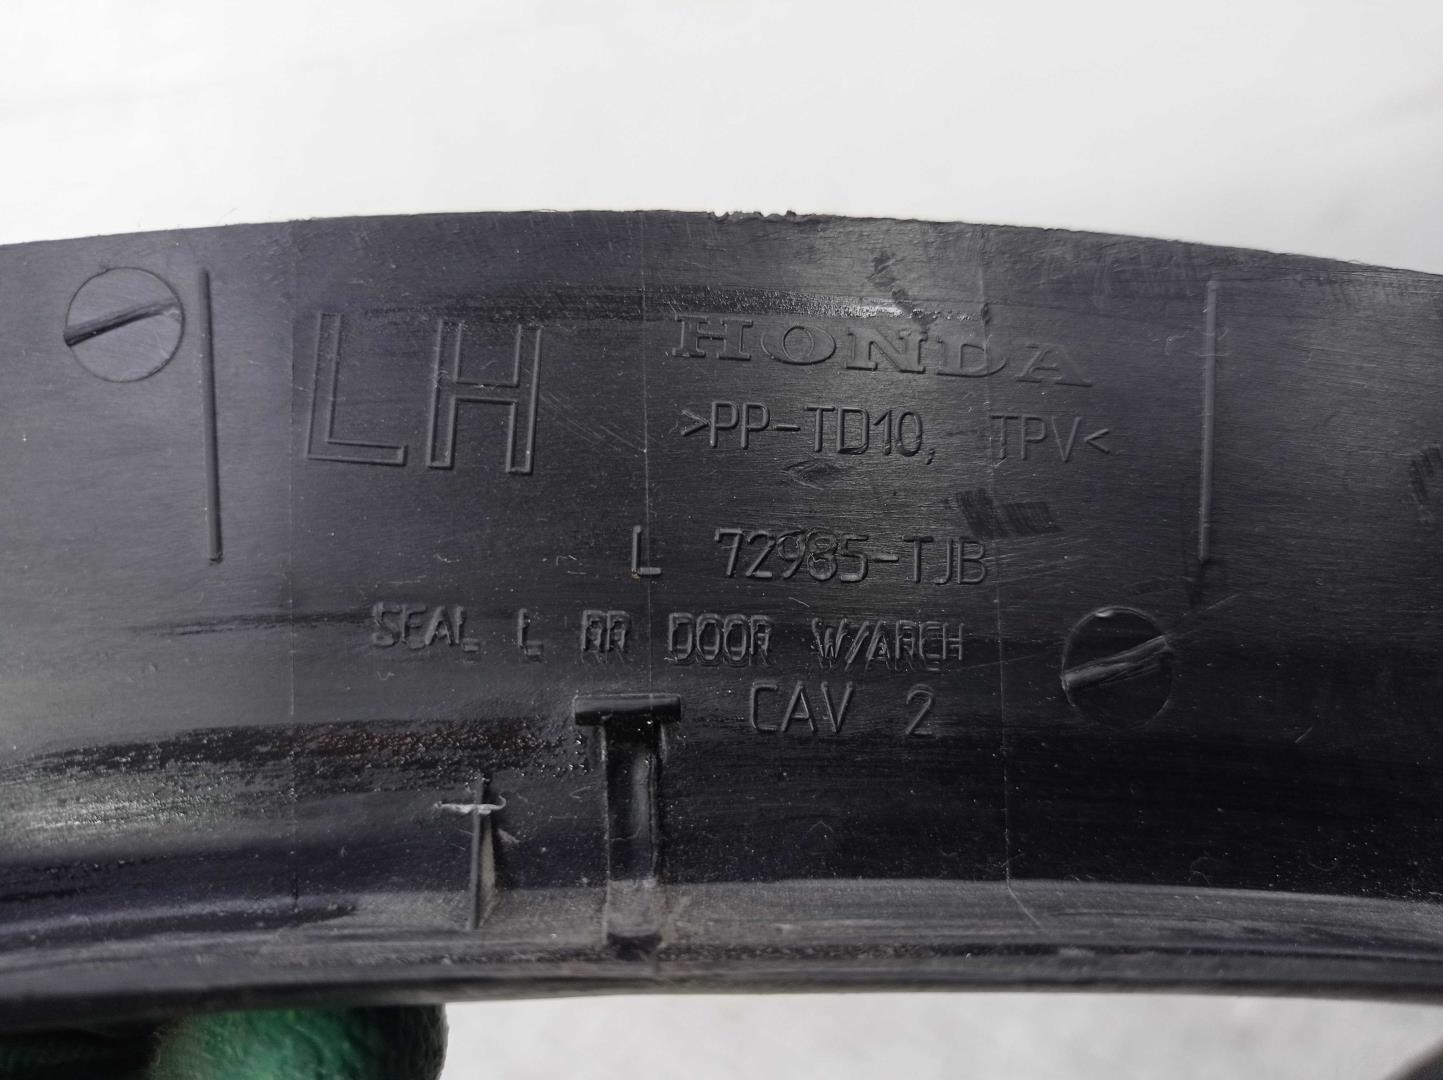 LH
HONDA
>PP-TD10, TPV<
L 72985-TJB
SEAL L RR DOOR W/ARCH
CAV 2